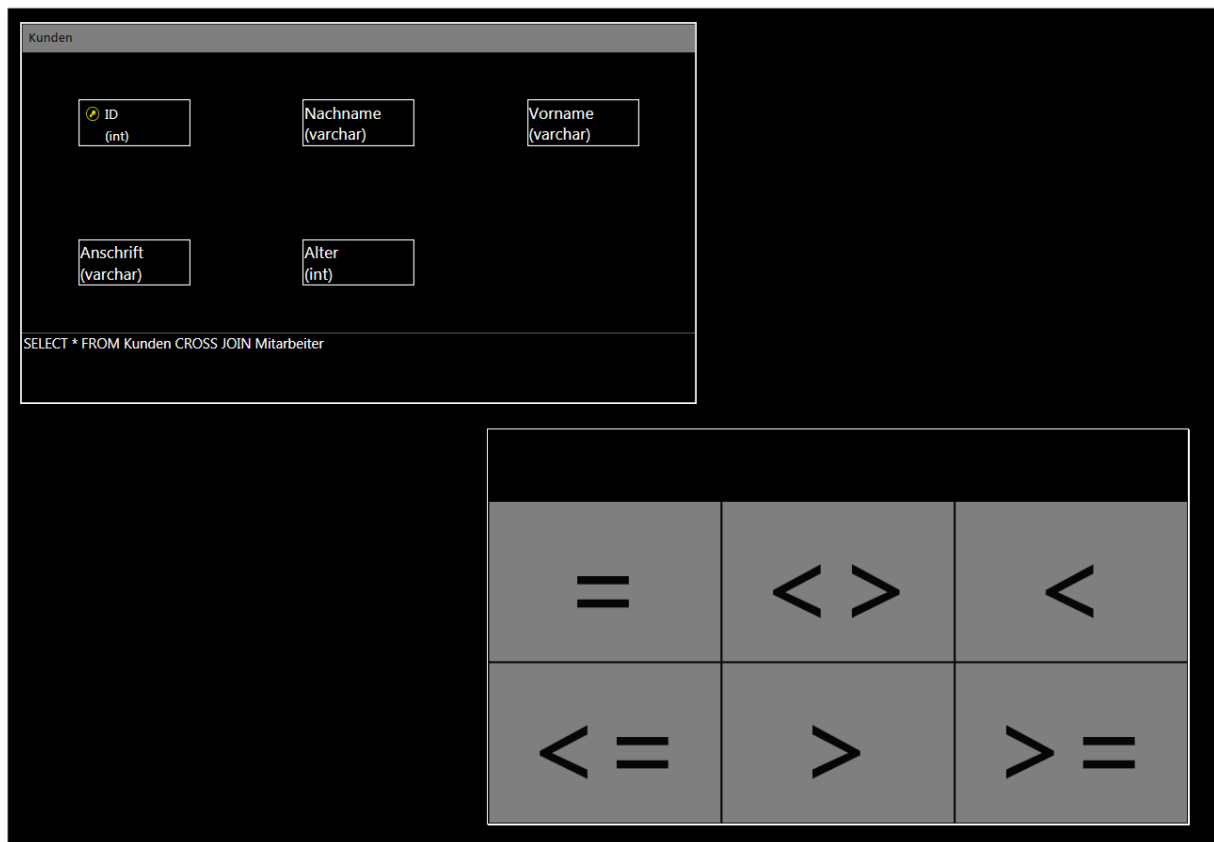 Kunden
ID
(int)
Nachname
(varchar)
Vorname
(varchar)
Anschrift
(varchar)
Alter
(int)
SELECT * FROM Kunden CROSS JOIN Mitarbeiter
= <> <
<= > >=